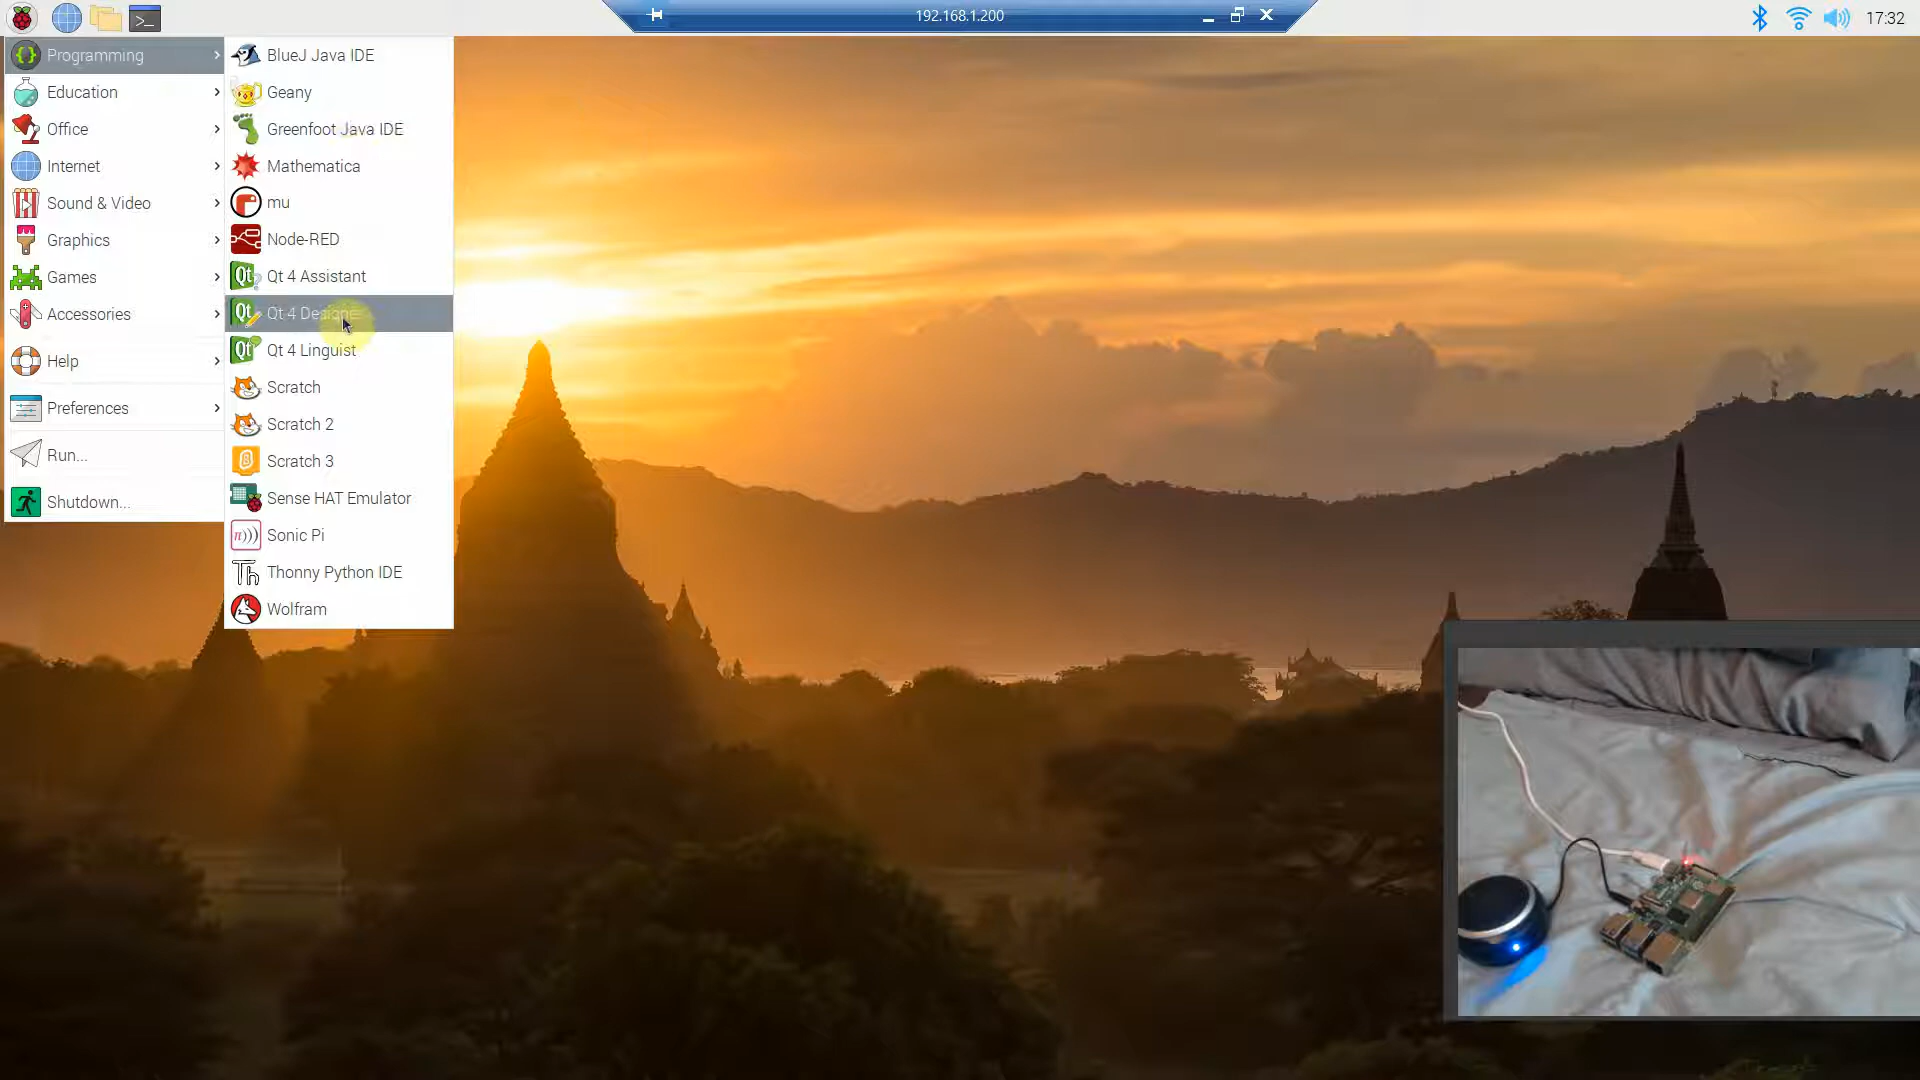 192.168.1.200
17:32
Programming
Education
Office
Internet
Sound & Video
Graphics
Games
Accessories
Help
Preferences
Run...
Shutdown...
BlueJ Java IDE
Geany
Greenfoot Java IDE
Mathematica
mu
Node-RED
Qt 4 Assistant
Qt 4 Designer
Qt 4 Linguist
Scratch
Scratch 2
Scratch 3
Sense HAT Emulator
Sonic Pi
Thonny Python IDE
Wolfram